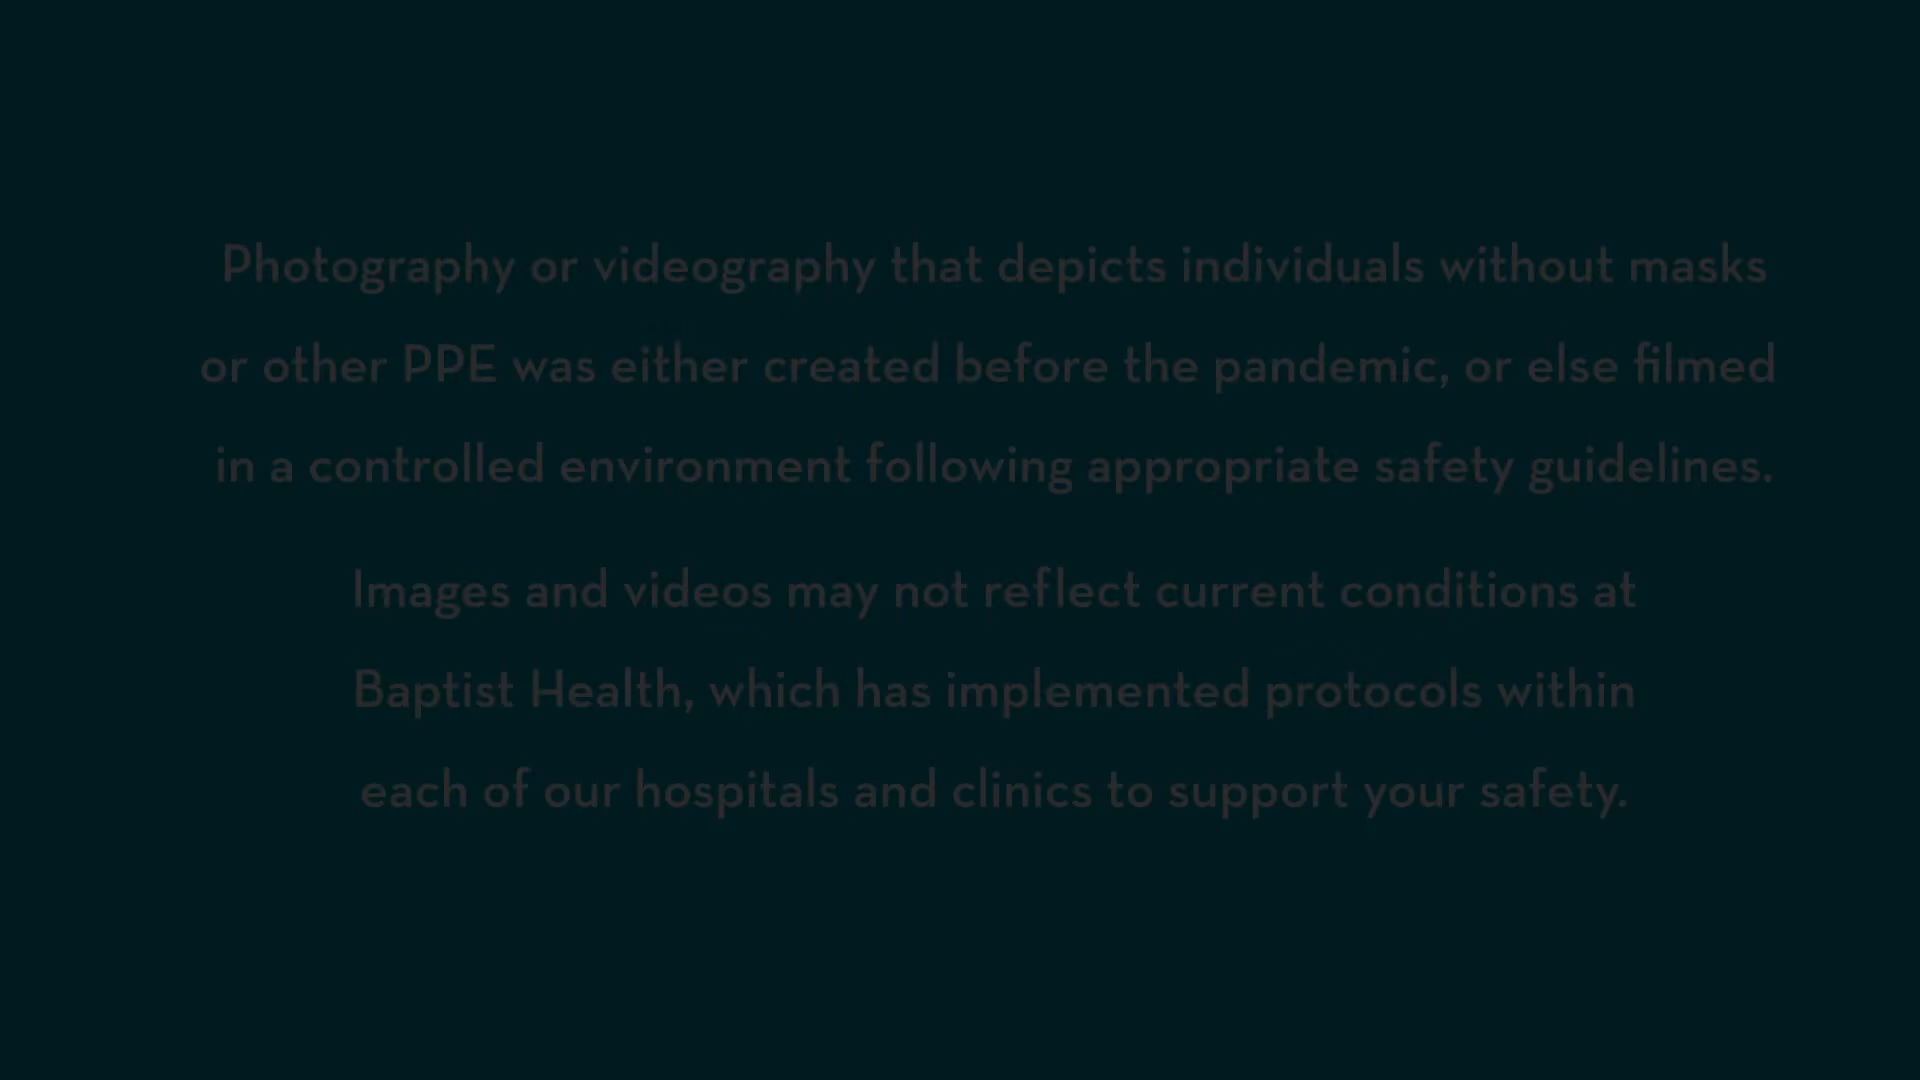 Photography or videography that depicts individuals without masks
or other PPE was either created before the pandemic, or else filmed
in a controlled environment following appropriate safety guidelines.
Images and videos may not reflect current conditions at
Baptist Health, which has implemented protocols within
each of our hospitals and clinics to support your safety.